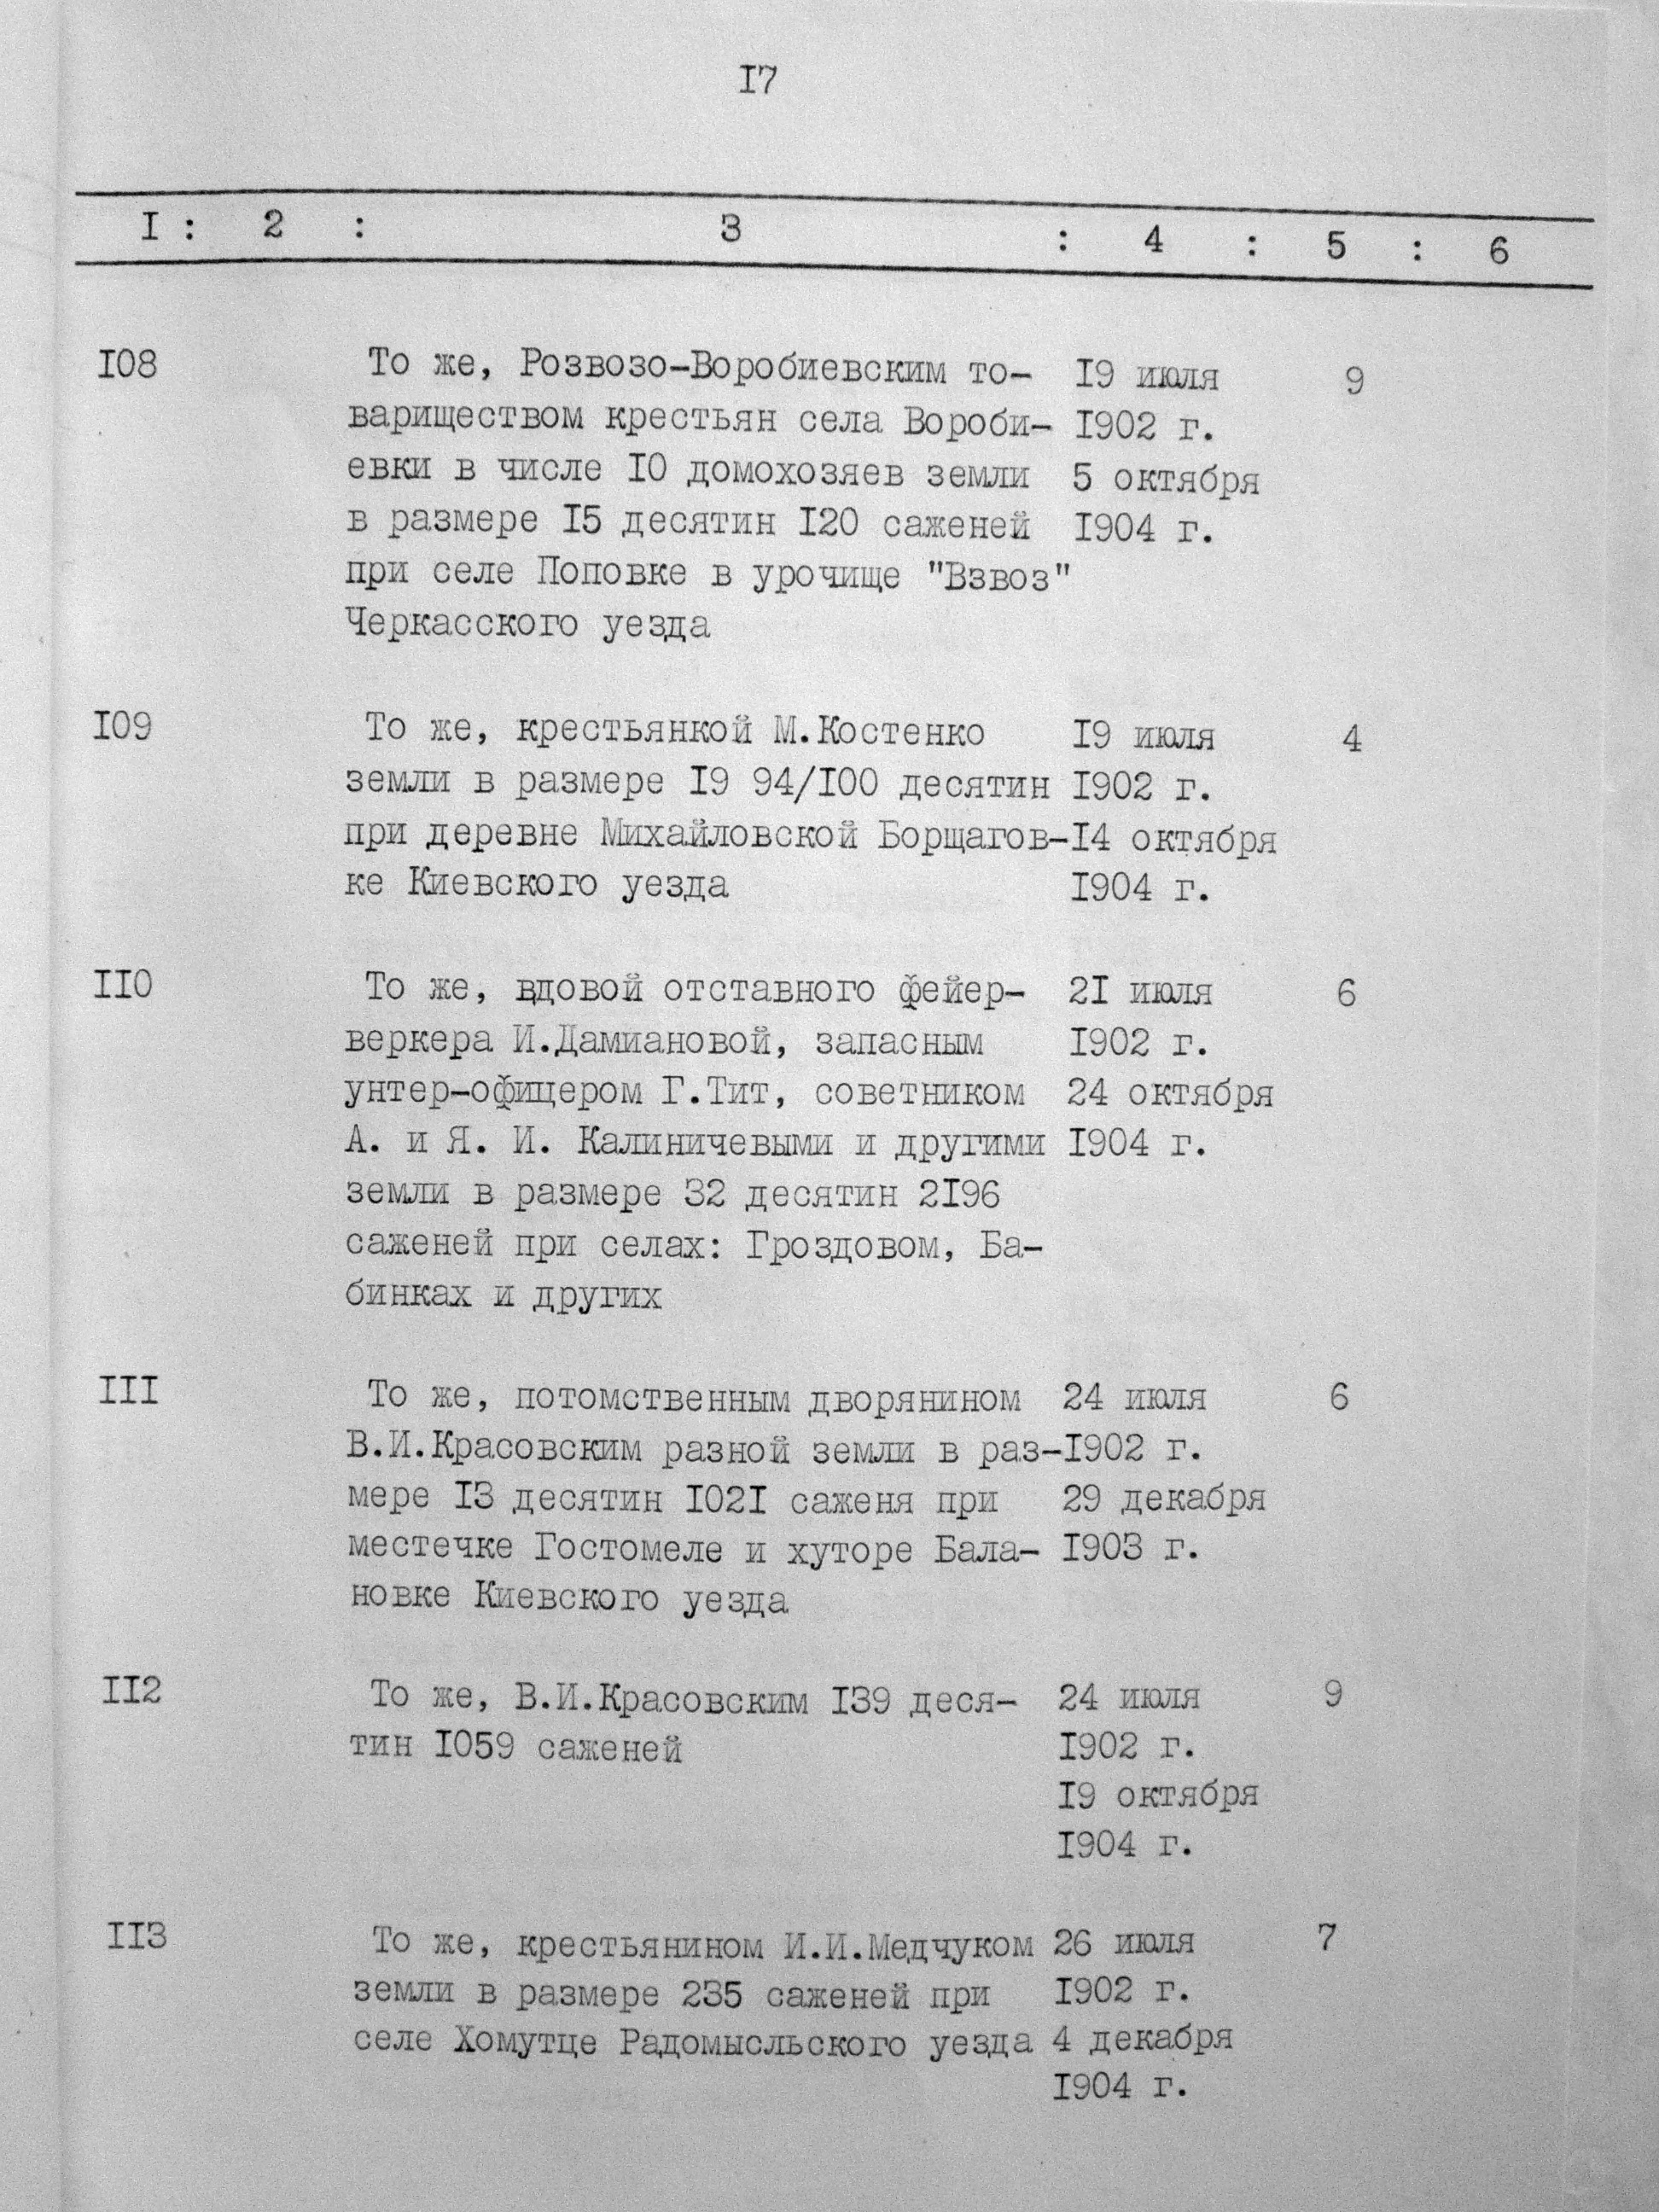 I7
I : 2 : 3 : 4 : 5 : 6
I08 То же, Розвозо-Воробиевским то- I9 июля 9
вариществом крестьян села Вороби- I902 г.
евки в числе I0 домохозяев земли 5 октября
в размере I5 десятин I20 саженей I904 г.
при селе Поповке в урочище "Взвоз"
Черкасского уезда
I09 То же, крестьянкой М.Костенко I9 июля 4
земли в размере I9 94/I00 десятин I902 г.
при деревне Михайловской Борщагов- I4 октября
ке Киевского уезда I904 г.
II0 То же, вдовой отставного фейер- 2I июля 6
веркера И.Дамиановой, запасным I902 г.
унтер-офицером Г.Тит, советником 24 октября
А. и Я. И. Калиничевыми и другими I904 г.
земли в размере 32 десятин 2I96
саженей при селах: Гроздовом, Ба-
бинках и других
III То же, потомственным дворянином 24 июля 6
В.И.Красовским разной земли в раз- I902 г.
мере I3 десятин I02I саженя при 29 декабря
местечке Гостомеле и хуторе Бала- I903 г.
новке Киевского уезда
II2 То же, В.И.Красовским I39 деся- 24 июля 9
тин I059 саженей I902 г.
I9 октября
I904 г.
II3 То же, крестьянином И.И.Медчуком 26 июля 7
земли в размере 235 саженей при I902 г.
селе Хомутце Радомысльского уезда 4 декабря
I904 г.